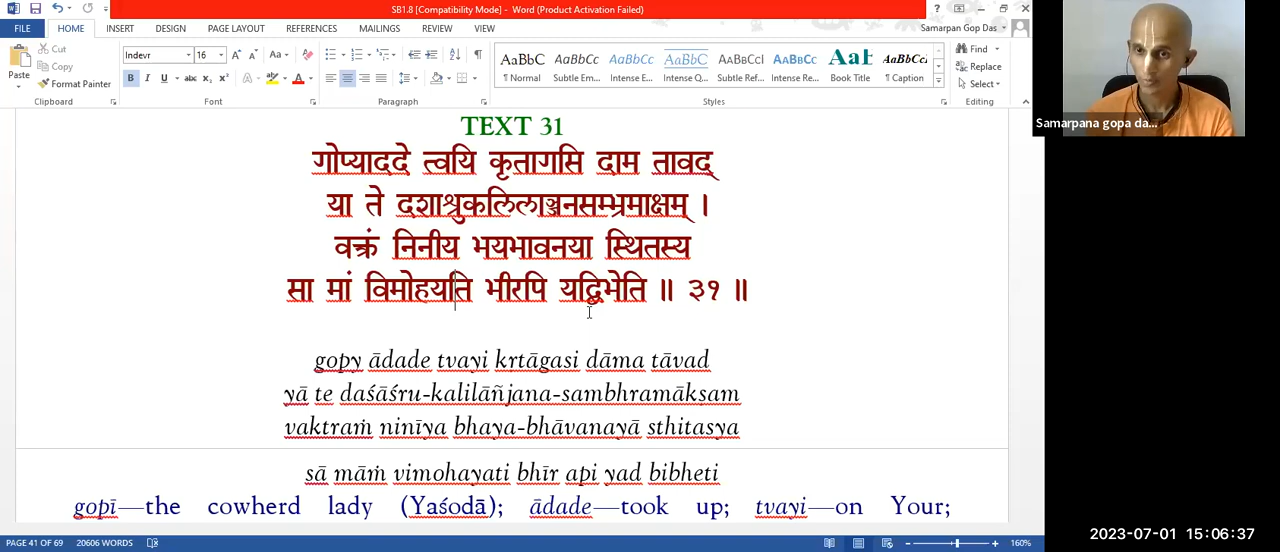 SB1.8 [Compatibility Mode] - Word (Product Activation Failed)
FILE HOME INSERT DESIGN PAGE LAYOUT REFERENCES MAILINGS REVIEW VIEW Samarpan Gop Das
Paste Cut Copy Format Painter
Indevr 16
AaBbC AaBbCc AaBbCc AaBbCc AaBbCcI AaBbCc AaB AaBbCcI
¶ Normal Subtle Em... Intense E... Intense Q... Subtle Ref... Intense Re... Book Title ¶ Caption
Find Replace Select
Clipboard Font Paragraph Styles Editing
Samarpana gopa da...
TEXT 31
गोप्याददे त्वयि कृतागसि दाम तावद्
या ते दशाश्रुकलिलाञ्जनसम्भ्रमाक्षम् ।
वक्त्रं निनीय भयभावनया स्थितस्य
सा मां विमोहयति भीरपि यद्बिभेति ॥ ३१ ॥
gopy ādade tvayi kṛtāgasi dāma tāvad
yā te daśāśru-kalilāñjana-sambhramākṣam
vaktraṁ ninīya bhaya-bhāvanayā sthitasya
sā māṁ vimohayati bhīr api yad bibheti
gopī—the cowherd lady (Yaśodā); ādade—took up; tvayi—on Your;
PAGE 41 OF 69 20606 WORDS 160%
2023-07-01 15:06:37